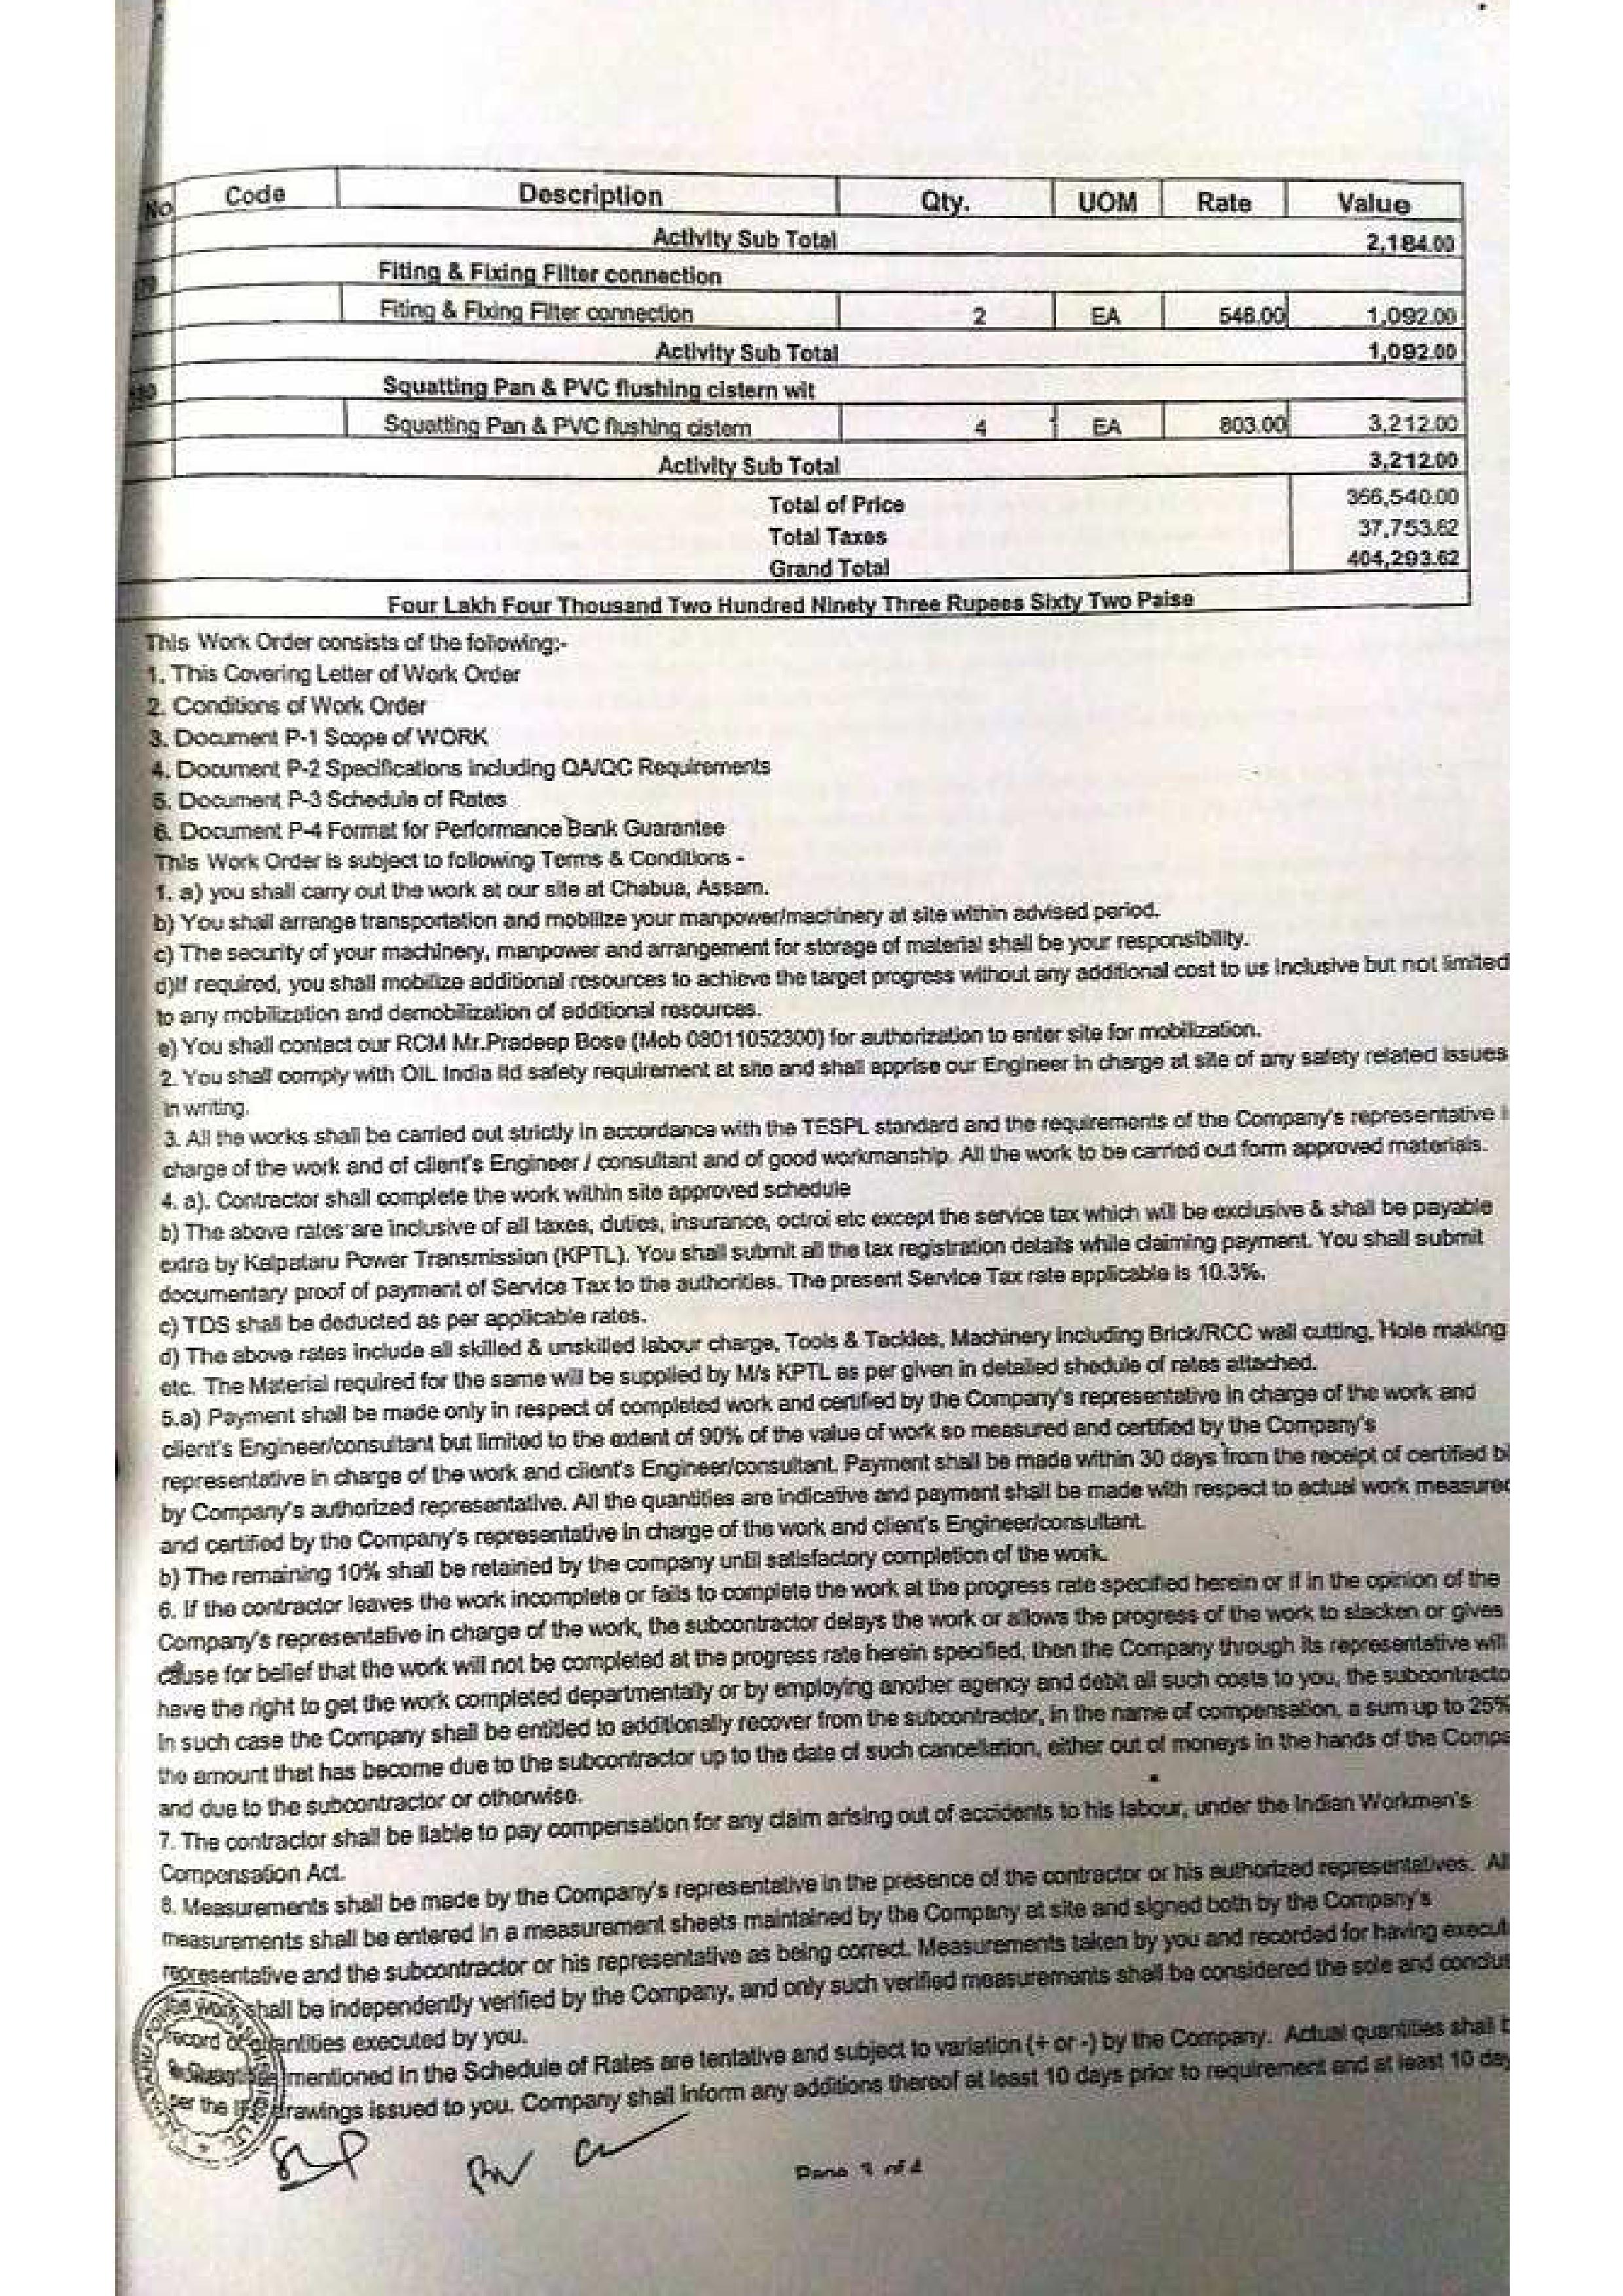 No Code Description Qty. UOM Rate Value
Activity Sub Total 2,184.00
Fiting & Fixing Filter connection
Fiting & Fixing Filter connection 2 EA 546.00 1,092.00
Activity Sub Total 1,092.00
Squatting Pan & PVC flushing cistern wit
Squatting Pan & PVC flushing cistern 4 EA 803.00 3,212.00
Activity Sub Total 3,212.00
Total of Price 366,540.00
Total Taxes 37,753.62
Grand Total 404,293.62
Four Lakh Four Thousand Two Hundred Ninety Three Rupees Sixty Two Paise
This Work Order consists of the following:-
1. This Covering Letter of Work Order
2. Conditions of Work Order
3. Document P-1 Scope of WORK
4. Document P-2 Specifications including QA/QC Requirements
5. Document P-3 Schedule of Rates
6. Document P-4 Format for Performance Bank Guarantee
This Work Order is subject to following Terms & Conditions -
1. a) you shall carry out the work at our site at Chabua, Assam.
b) You shall arrange transportation and mobilize your manpower/machinery at site within advised period.
c) The security of your machinery, manpower and arrangement for storage of material shall be your responsibility.
d)If required, you shall mobilize additional resources to achieve the target progress without any additional cost to us inclusive but not limited
to any mobilization and demobilization of additional resources.
e) You shall contact our RCM Mr.Pradeep Bose (Mob 08011052300) for authorization to enter site for mobilization.
2. You shall comply with OIL India ltd safety requirement at site and shall apprise our Engineer in charge at site of any safety related issues
in writing.
3. All the works shall be carried out strictly in accordance with the TESPL standard and the requirements of the Company's representative i
charge of the work and of client's Engineer / consultant and of good workmanship. All the work to be carried out form approved materials.
4. a). Contractor shall complete the work within site approved schedule
b) The above rates are inclusive of all taxes, duties, insurance, octroi etc except the service tax which will be exclusive & shall be payable
extra by Kalpataru Power Transmission (KPTL). You shall submit all the tax registration details while claiming payment. You shall submit
documentary proof of payment of Service Tax to the authorities. The present Service Tax rate applicable is 10.3%.
c) TDS shall be deducted as per applicable rates.
d) The above rates include all skilled & unskilled labour charge, Tools & Tackles, Machinery including Brick/RCC wall cutting, Hole making
etc. The Material required for the same will be supplied by M/s KPTL as per given in detailed shedule of rates attached.
5.a) Payment shall be made only in respect of completed work and certified by the Company's representative in charge of the work and
client's Engineer/consultant but limited to the extent of 90% of the value of work so measured and certified by the Company's
representative in charge of the work and client's Engineer/consultant. Payment shall be made within 30 days from the receipt of certified bi
by Company's authorized representative. All the quantities are indicative and payment shall be made with respect to actual work measured
and certified by the Company's representative in charge of the work and client's Engineer/consultant.
b) The remaining 10% shall be retained by the company until satisfactory completion of the work.
6. If the contractor leaves the work incomplete or fails to complete the work at the progress rate specified herein or if in the opinion of the
Company's representative in charge of the work, the subcontractor delays the work or allows the progress of the work to slacken or gives
cause for belief that the work will not be completed at the progress rate herein specified, then the Company through its representative will
have the right to get the work completed departmentally or by employing another agency and debit all such costs to you, the subcontracto
In such case the Company shall be entitled to additionally recover from the subcontractor, in the name of compensation, a sum up to 25%
the amount that has become due to the subcontractor up to the date of such cancellation, either out of moneys in the hands of the Compa
and due to the subcontractor or otherwise.
7. The contractor shall be liable to pay compensation for any claim arising out of accidents to his labour, under the Indian Workmen's
Compensation Act.
8. Measurements shall be made by the Company's representative in the presence of the contractor or his authorized representatives. All
measurements shall be entered in a measurement sheets maintained by the Company at site and signed both by the Company's
representative and the subcontractor or his representative as being correct. Measurements taken by you and recorded for having execut
the work shall be independently verified by the Company, and only such verified measurements shall be considered the sole and conclus
record of quantities executed by you.
mentioned in the Schedule of Rates are tentative and subject to variation (+ or -) by the Company. Actual quantities shall b
per the drawings issued to you. Company shall inform any additions thereof at least 10 days prior to requirement and at least 10 day
Page 3 of 4